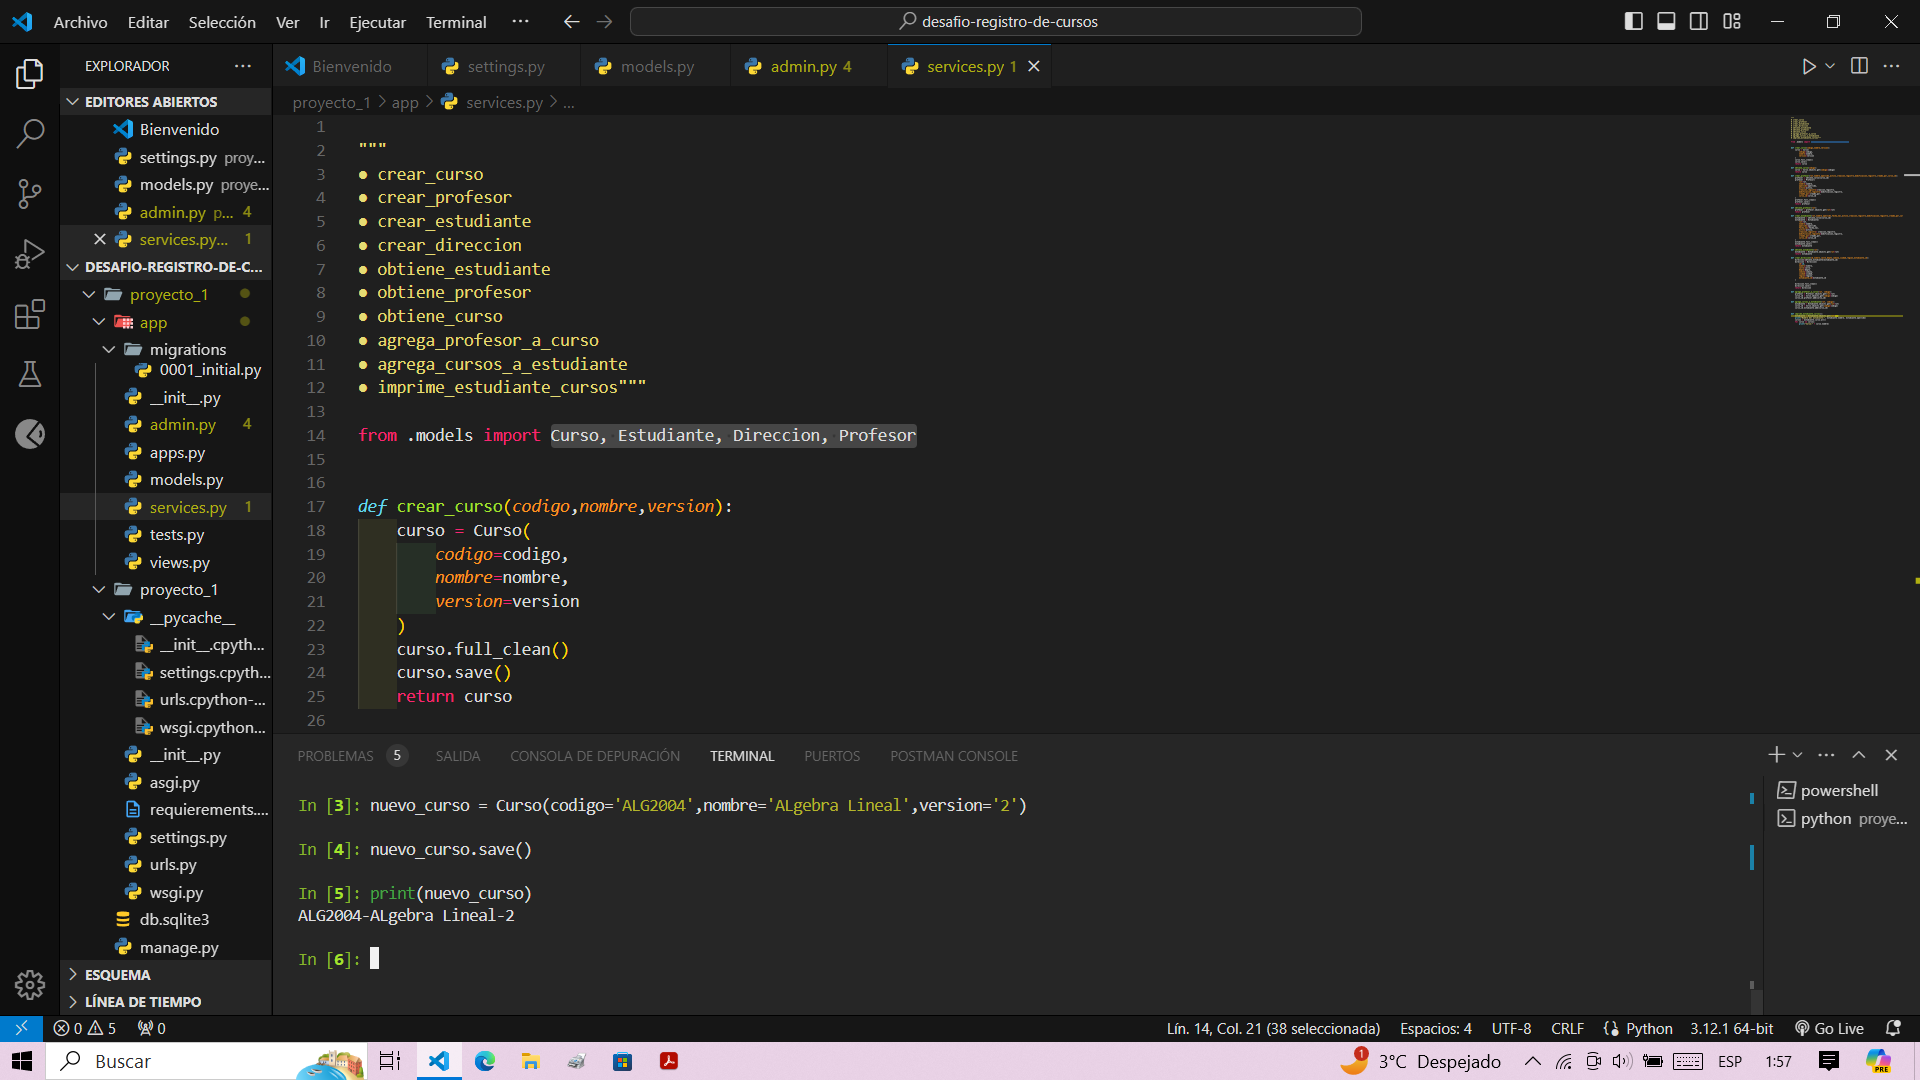 Archivo Editar Selección Ver Ir Ejecutar Terminal ··· desafio-registro-de-cursos
EXPLORADOR ···
EDITORES ABIERTOS
Bienvenido
settings.py proy...
models.py proye...
admin.py p... 4
services.py... 1
DESAFIO-REGISTRO-DE-C...
proyecto_1
app
migrations
0001_initial.py
__init__.py
admin.py 4
apps.py
models.py
services.py 1
tests.py
views.py
proyecto_1
__pycache__
__init__.cpyth...
settings.cpyth...
urls.cpython-...
wsgi.cpython...
__init__.py
asgi.py
requierements....
settings.py
urls.py
wsgi.py
db.sqlite3
manage.py
ESQUEMA
LÍNEA DE TIEMPO
Bienvenido settings.py models.py admin.py 4 services.py 1
proyecto_1 > app > services.py > ...
1
2 """
3 ● crear_curso
4 ● crear_profesor
5 ● crear_estudiante
6 ● crear_direccion
7 ● obtiene_estudiante
8 ● obtiene_profesor
9 ● obtiene_curso
10 ● agrega_profesor_a_curso
11 ● agrega_cursos_a_estudiante
12 ● imprime_estudiante_cursos"""
13
14 from .models import Curso, Estudiante, Direccion, Profesor
15
16
17 def crear_curso(codigo,nombre,version):
18 curso = Curso(
19 codigo=codigo,
20 nombre=nombre,
21 version=version
22 )
23 curso.full_clean()
24 curso.save()
25 return curso
26
PROBLEMAS 5 SALIDA CONSOLA DE DEPURACIÓN TERMINAL PUERTOS POSTMAN CONSOLE
In [3]: nuevo_curso = Curso(codigo='ALG2004',nombre='ALgebra Lineal',version='2')
In [4]: nuevo_curso.save()
In [5]: print(nuevo_curso)
ALG2004-ALgebra Lineal-2
In [6]:
powershell
python proye...
0 5 0 Lín. 14, Col. 21 (38 seleccionada) Espacios: 4 UTF-8 CRLF Python 3.12.1 64-bit Go Live
Buscar 1 3°C Despejado ESP 1:57 PRE